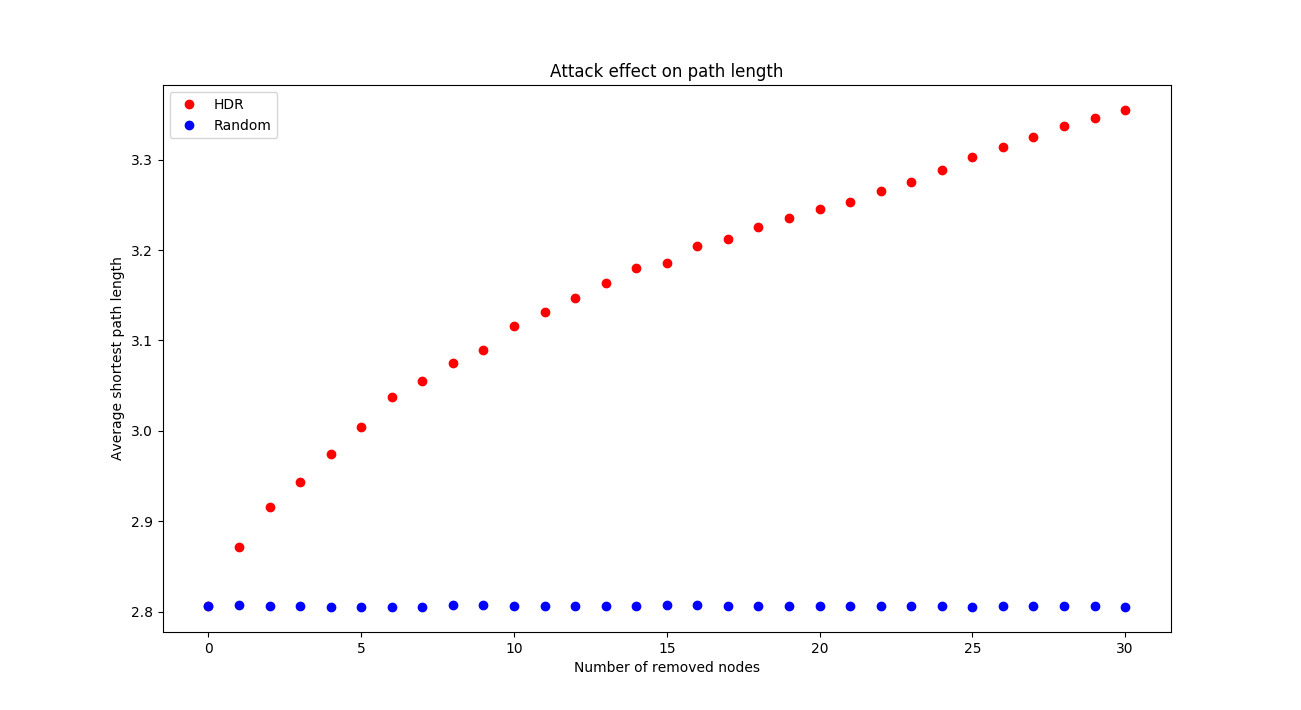 Attack effect on path length
HDR
Random
3.3
3.2
3.1
3.0
2.9
2.8
Average shortest path length
0 5 10 15 20 25 30
Number of removed nodes